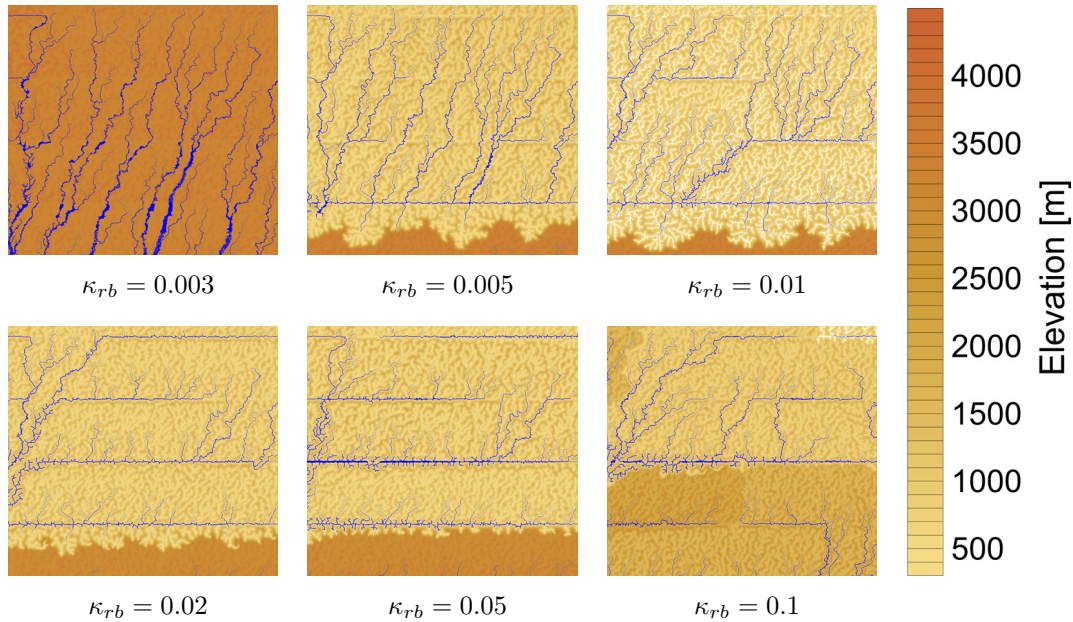 κ_rb = 0.003
κ_rb = 0.005
κ_rb = 0.01
κ_rb = 0.02
κ_rb = 0.05
κ_rb = 0.1
4000
3500
3000
2500
2000
1500
1000
500
Elevation [m]